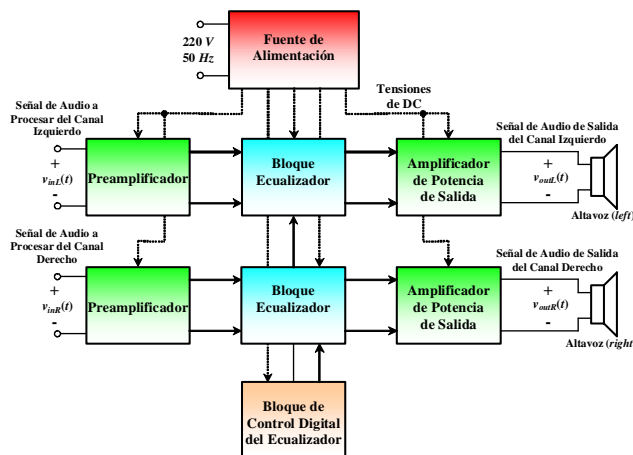 220 V
50 Hz
Fuente de
Alimentación
Tensiones
de DC
Señal de Audio a
Procesar del Canal
Izquierdo
+
vinL(t)
-
Preamplificador
Bloque
Ecualizador
Amplificador
de Potencia
de Salida
Señal de Audio de Salida
del Canal Izquierdo
+
voutL(t)
-
Altavoz (left)
Señal de Audio a
Procesar del Canal
Derecho
+
vinR(t)
-
Preamplificador
Bloque
Ecualizador
Amplificador
de Potencia
de Salida
Señal de Audio de Salida
del Canal Derecho
+
voutR(t)
-
Altavoz (right)
Bloque de
Control Digital
del Ecualizador